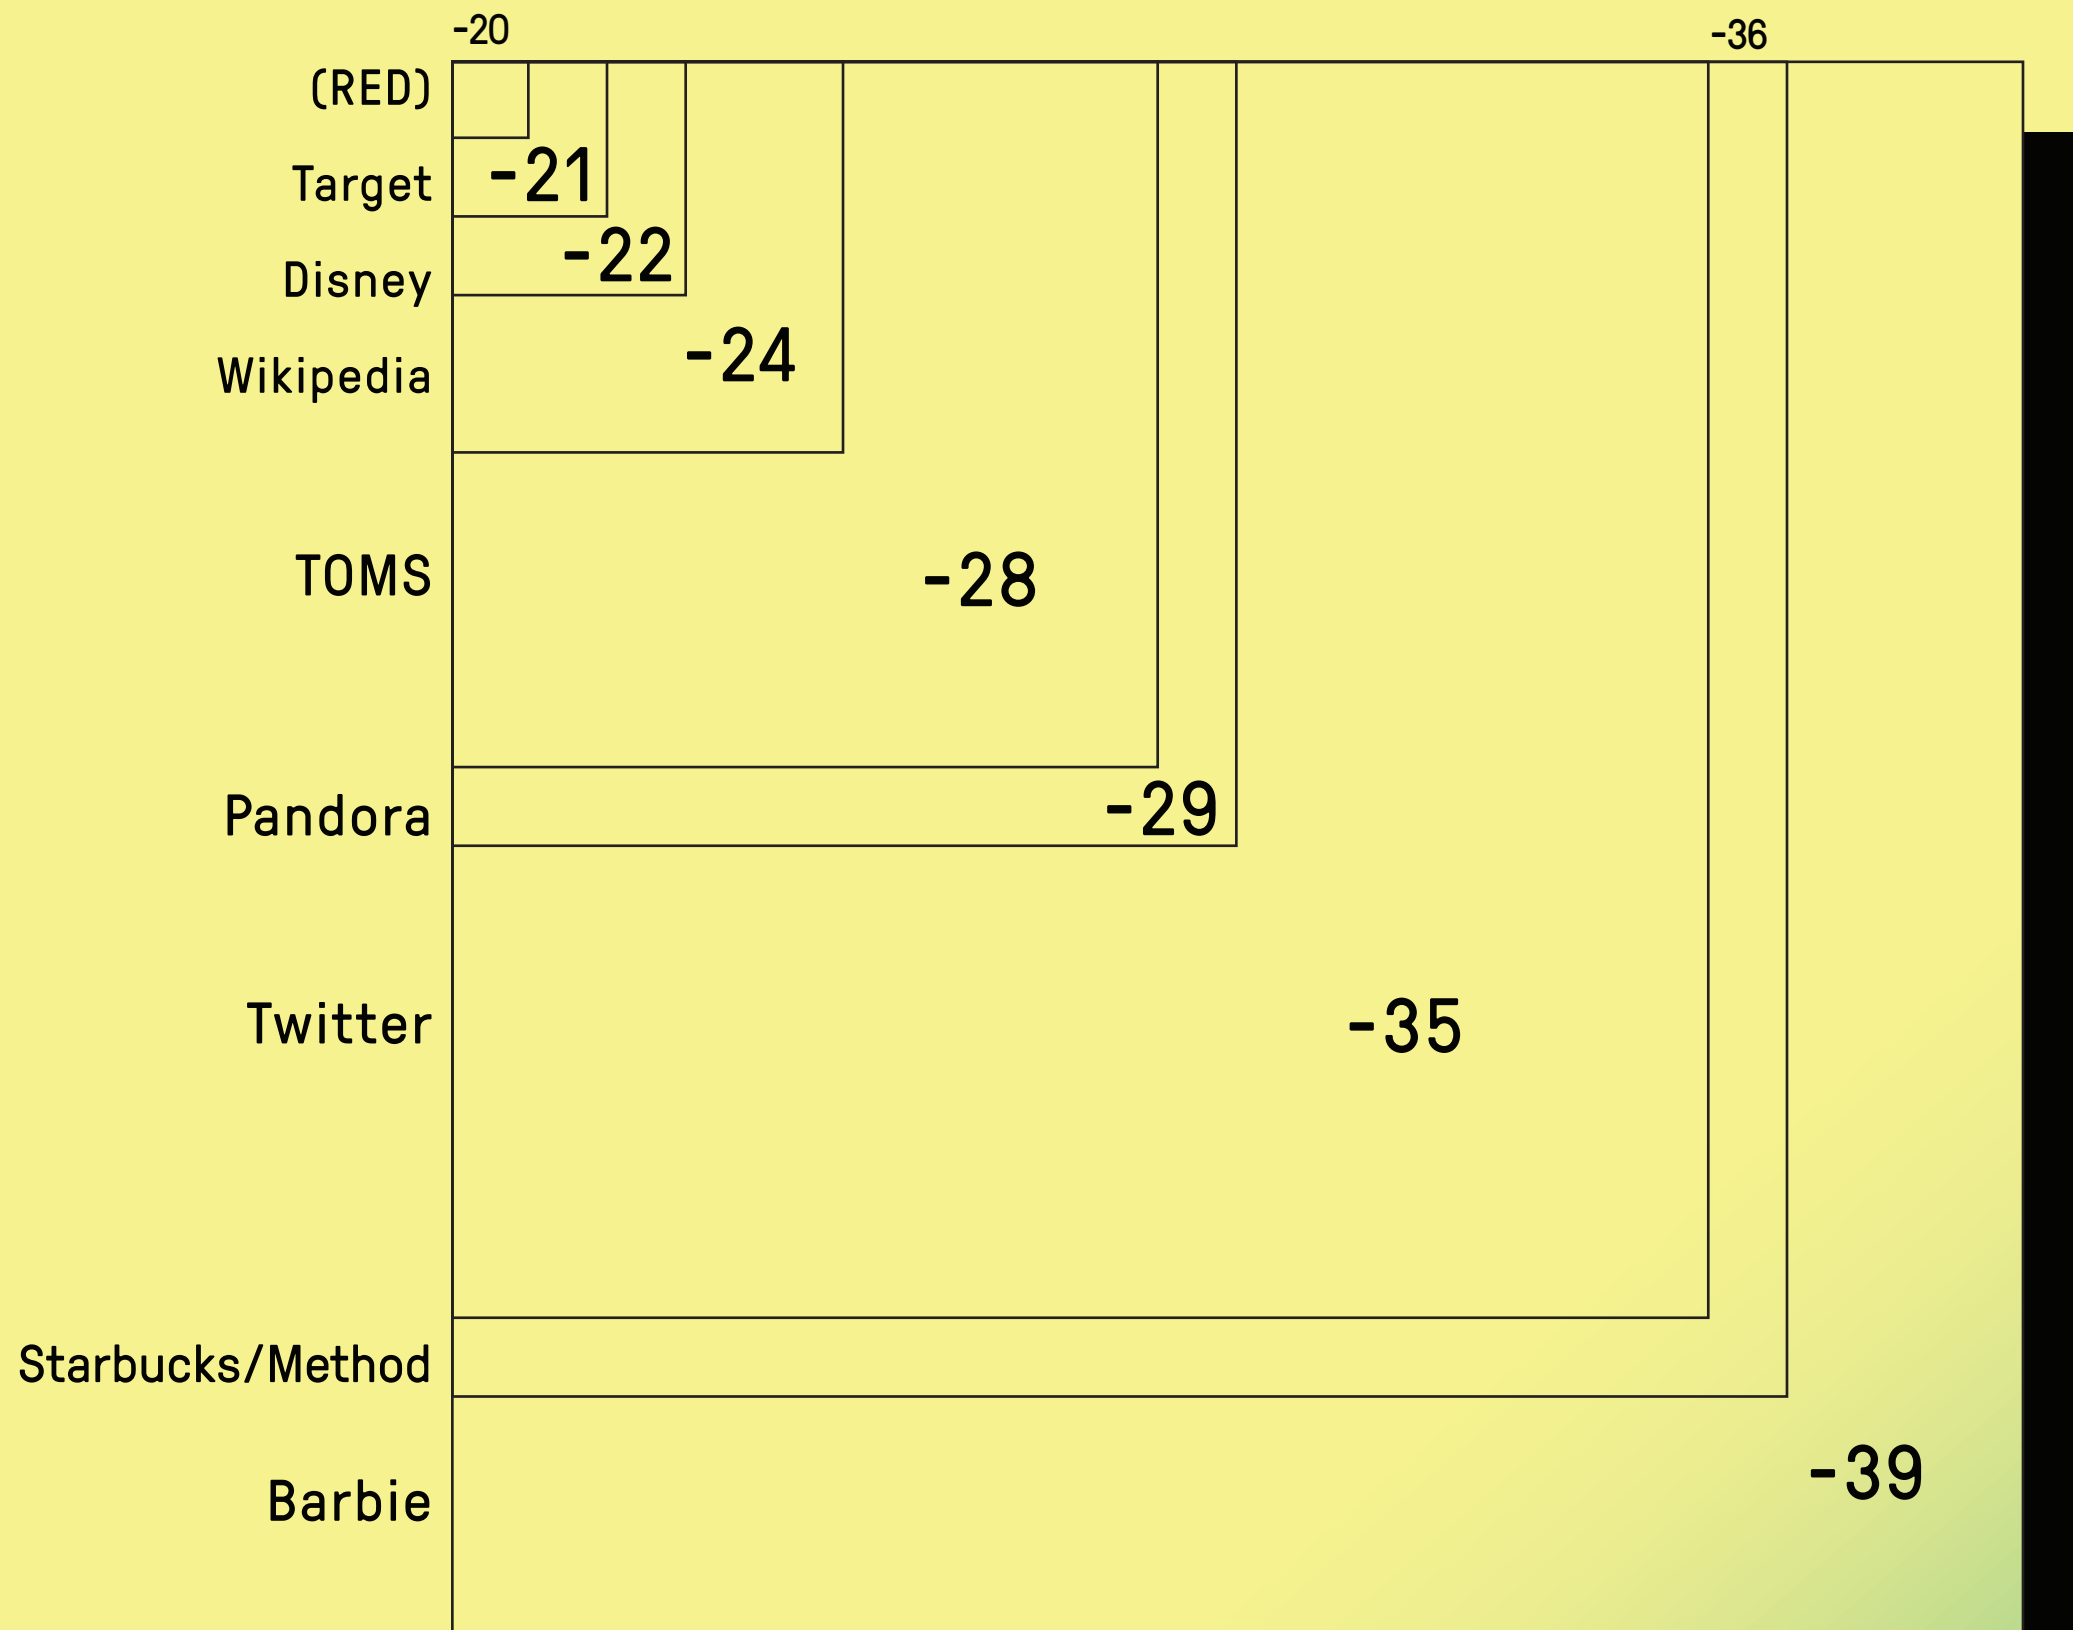 -20
-36
(RED)
Target
-21
Disney
-22
Wikipedia
-24
TOMS
-28
Pandora
-29
Twitter
-35
Starbucks/Method
Barbie
-39